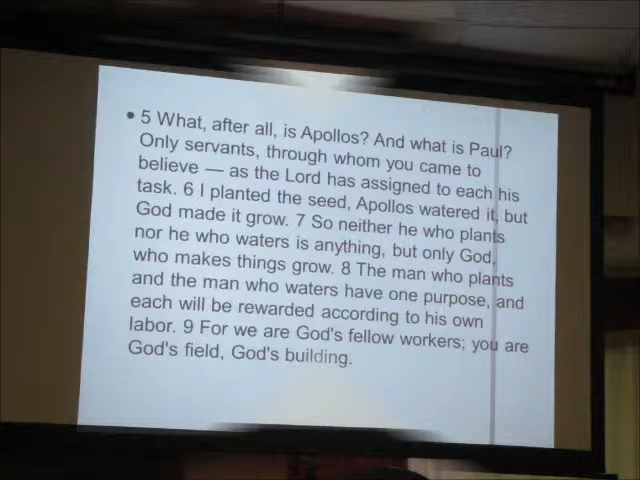 • 5 What, after all, is Apollos? And what is Paul?
Only servants, through whom you came to
believe — as the Lord has assigned to each his
task. 6 I planted the seed, Apollos watered it, but
God made it grow. 7 So neither he who plants
nor he who waters is anything, but only God,
who makes things grow. 8 The man who plants
and the man who waters have one purpose, and
each will be rewarded according to his own
labor. 9 For we are God's fellow workers; you are
God's field, God's building.